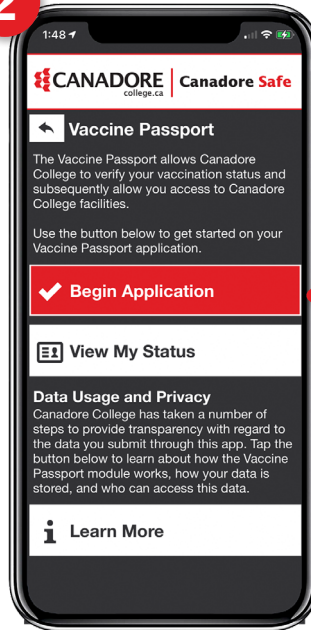 2
1:48
CANADORE
college.ca
Canadore Safe
Vaccine Passport
The Vaccine Passport allows Canadore
College to verify your vaccination status and
subsequently allow you access to Canadore
College facilities.
Use the button below to get started on your
Vaccine Passport application.
Begin Application
View My Status
Data Usage and Privacy
Canadore College has taken a number of
steps to provide transparency with regard to
the data you submit through this app. Tap the
button below to learn about how the Vaccine
Passport module works, how your data is
stored, and who can access this data.
Learn More